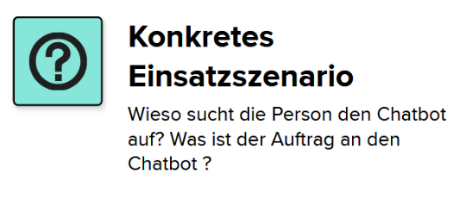 Konkretes
Einsatzszenario
Wieso sucht die Person den Chatbot
auf? Was ist der Auftrag an den
Chatbot ?